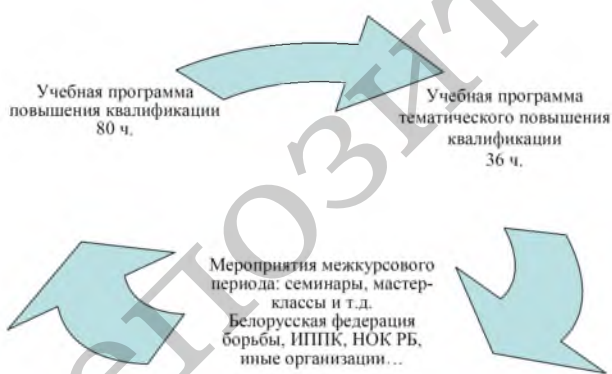 Учебная программа
повышения квалификации
80 ч.
Учебная программа
тематического повышения
квалификации
36 ч.
Мероприятия межкурсового
периода: семинары, мастер-
классы и т.д.
Белорусская федерация
борьбы, ИППК, НОК РБ,
иные организации…